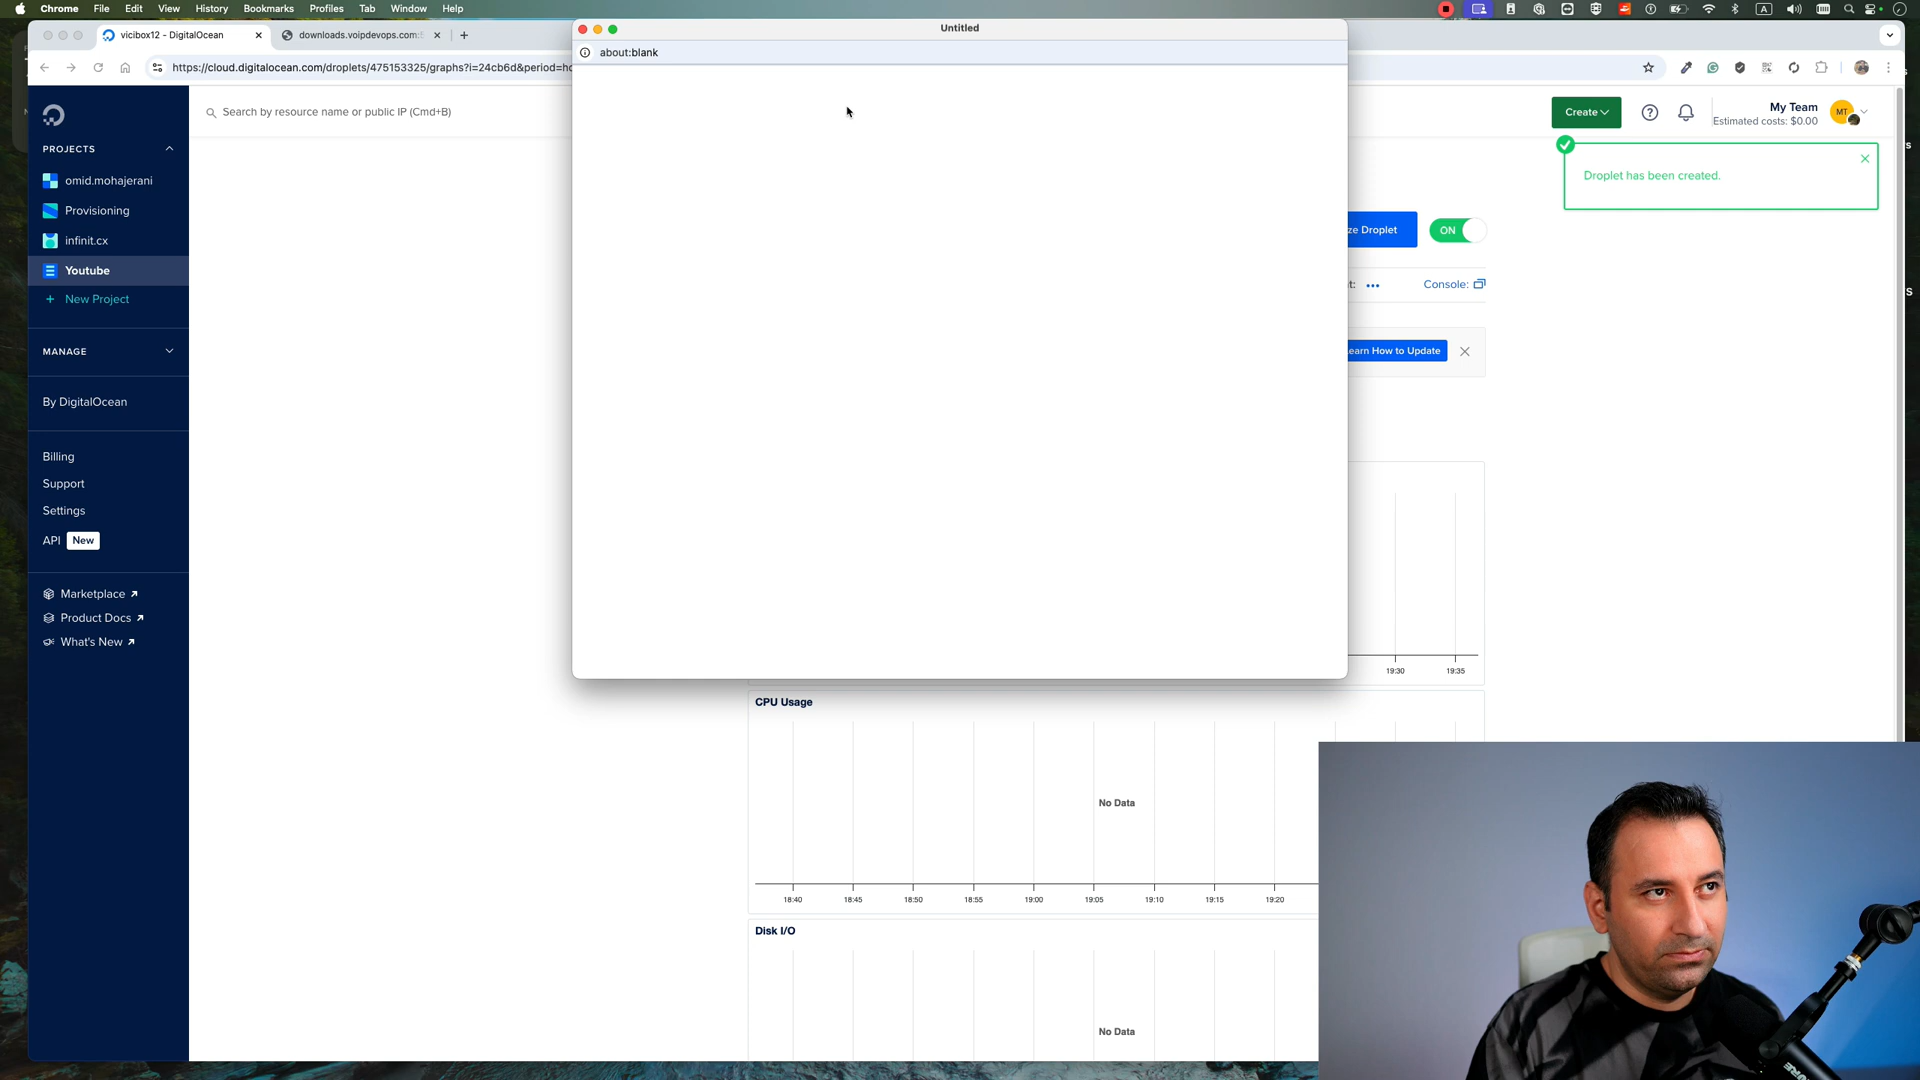 Chrome File Edit View History Bookmarks Profiles Tab Window Help
vicibox12 - DigitalOcean
downloads.voipdevops.com:
https://cloud.digitalocean.com/droplets/475153325/graphs?i=24cb6d&period=ho
Untitled
about:blank
Search by resource name or public IP (Cmd+B)
Create
My Team
Estimated costs: $0.00
MT
Droplet has been created.
PROJECTS
omid.mohajerani
Provisioning
infinit.cx
Youtube
+ New Project
MANAGE
By DigitalOcean
Billing
Support
Settings
API New
Marketplace
Product Docs
What's New
ze Droplet
ON
t:
Console:
earn How to Update
19:30 19:35
CPU Usage
No Data
18:40 18:45 18:50 18:55 19:00 19:05 19:10 19:15 19:20
Disk I/O
No Data